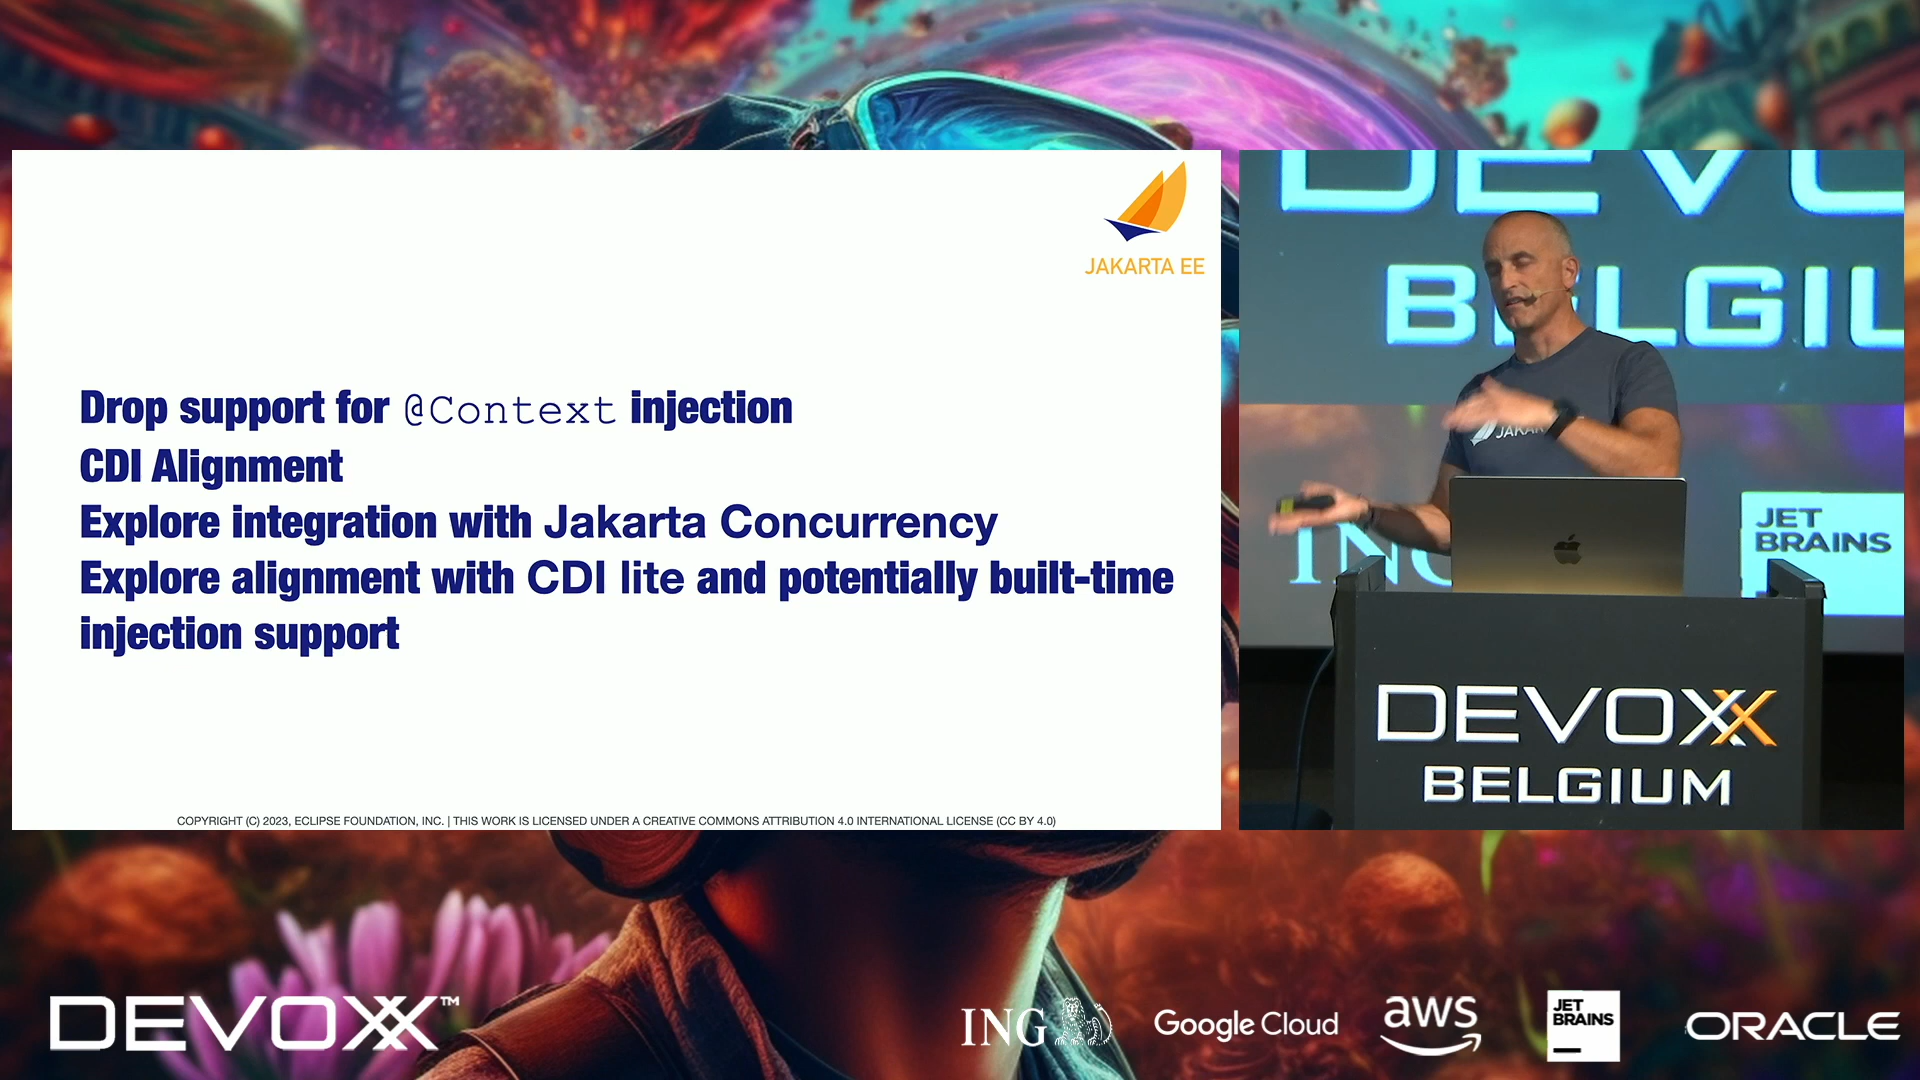 JAKARTA EE
Drop support for @Context injection
CDI Alignment
Explore integration with Jakarta Concurrency
Explore alignment with CDI lite and potentially built-time
injection support
COPYRIGHT (C) 2023, ECLIPSE FOUNDATION, INC. | THIS WORK IS LICENSED UNDER A CREATIVE COMMONS ATTRIBUTION 4.0 INTERNATIONAL LICENSE (CC BY 4.0)
JET
BRAINS
DEVOXX
BELGIUM
DEVOXX™
ING
Google Cloud
aws
JET
BRAINS
ORACLE